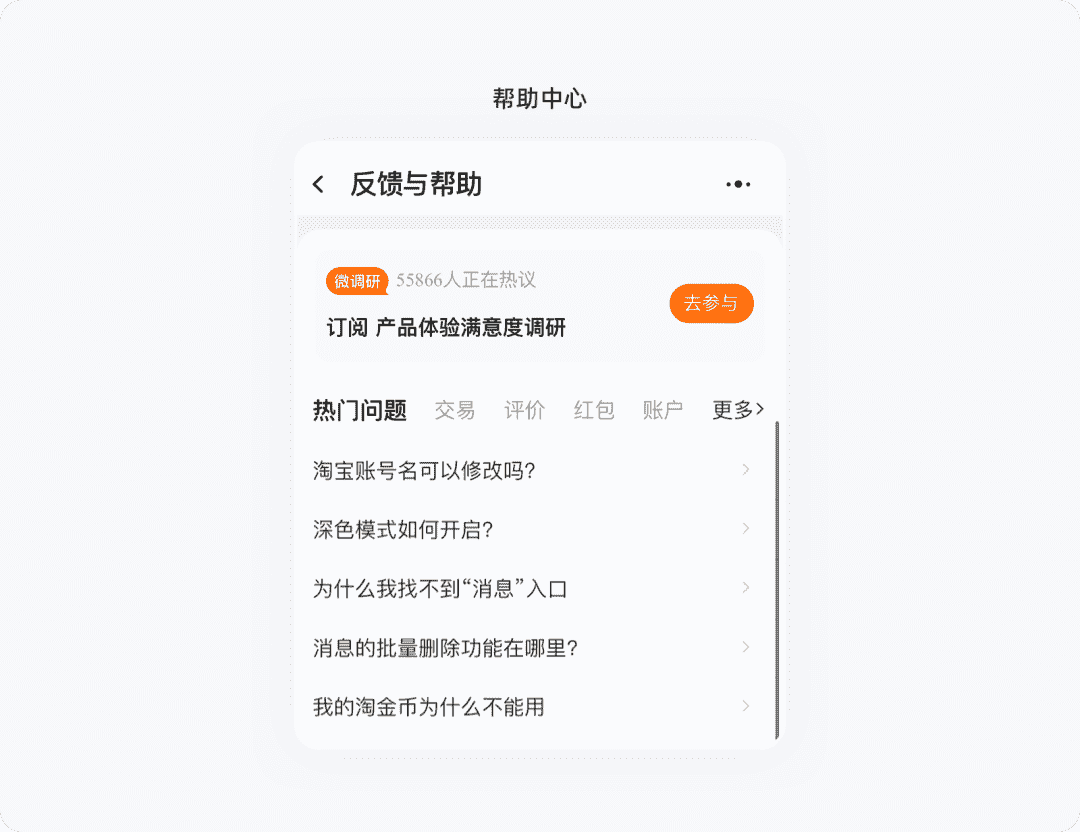 帮助中心
反馈与帮助
微调研 55866人正在热议
去参与
订阅 产品体验满意度调研
热门问题 交易 评价 红包 账户 更多
淘宝账号名可以修改吗?
深色模式如何开启?
为什么我找不到“消息”入口
消息的批量删除功能在哪里?
我的淘金币为什么不能用